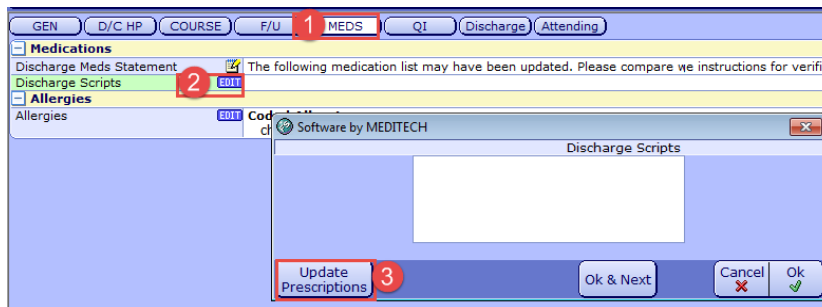 GEN D/C HP COURSE F/U 1 MEDS QI Discharge Attending
Medications
Discharge Meds Statement The following medication list may have been updated. Please compare we instructions for verifi
Discharge Scripts 2 EDIT
Allergies
Allergies EDIT
Software by MEDITECH
Discharge Scripts
Update Prescriptions 3 Ok & Next Cancel Ok